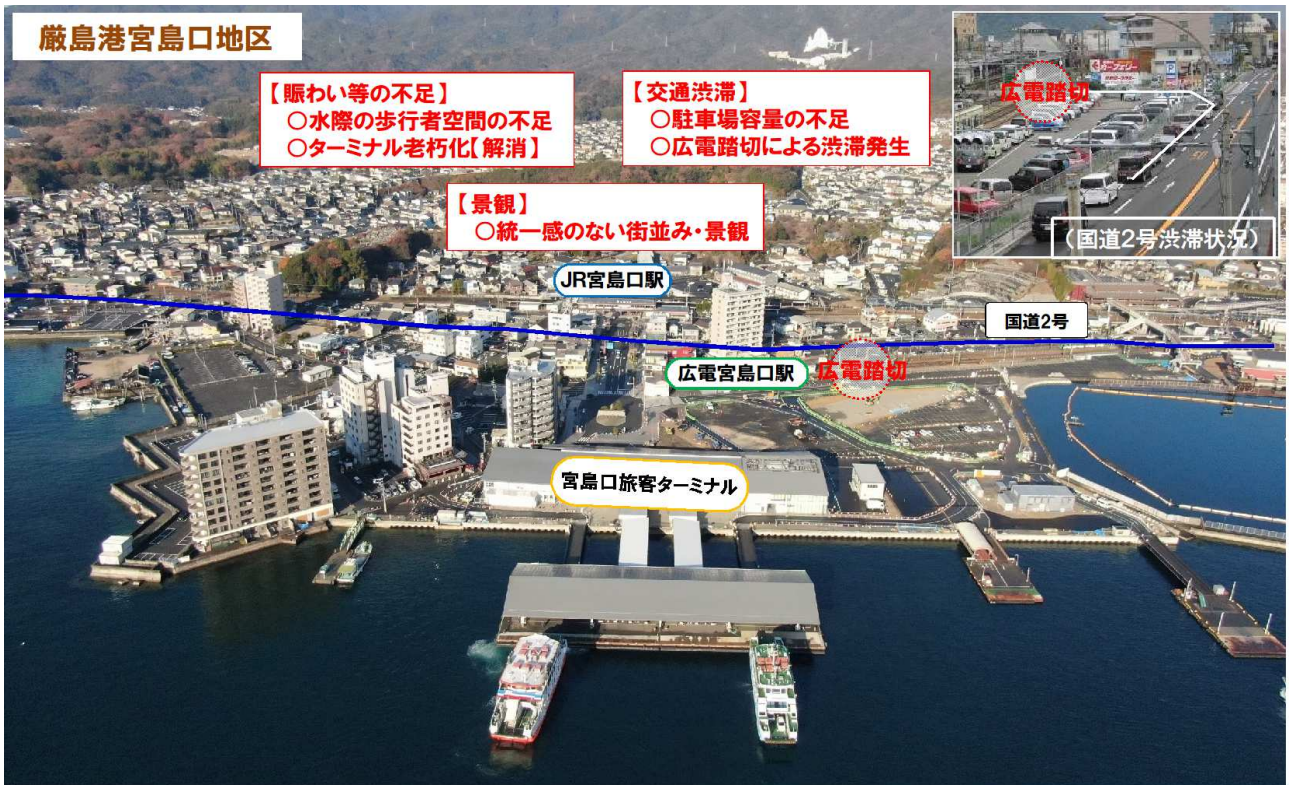 厳島港宮島口地区
【賑わい等の不足】
○水際の歩行者空間の不足
○ターミナル老朽化【解消】
【交通渋滞】
○駐車場容量の不足
○広電踏切による渋滞発生
【景観】
○統一感のない街並み・景観
広電踏切
(国道2号渋滞状況)
JR宮島口駅
国道2号
広電宮島口駅
広電踏切
宮島口旅客ターミナル